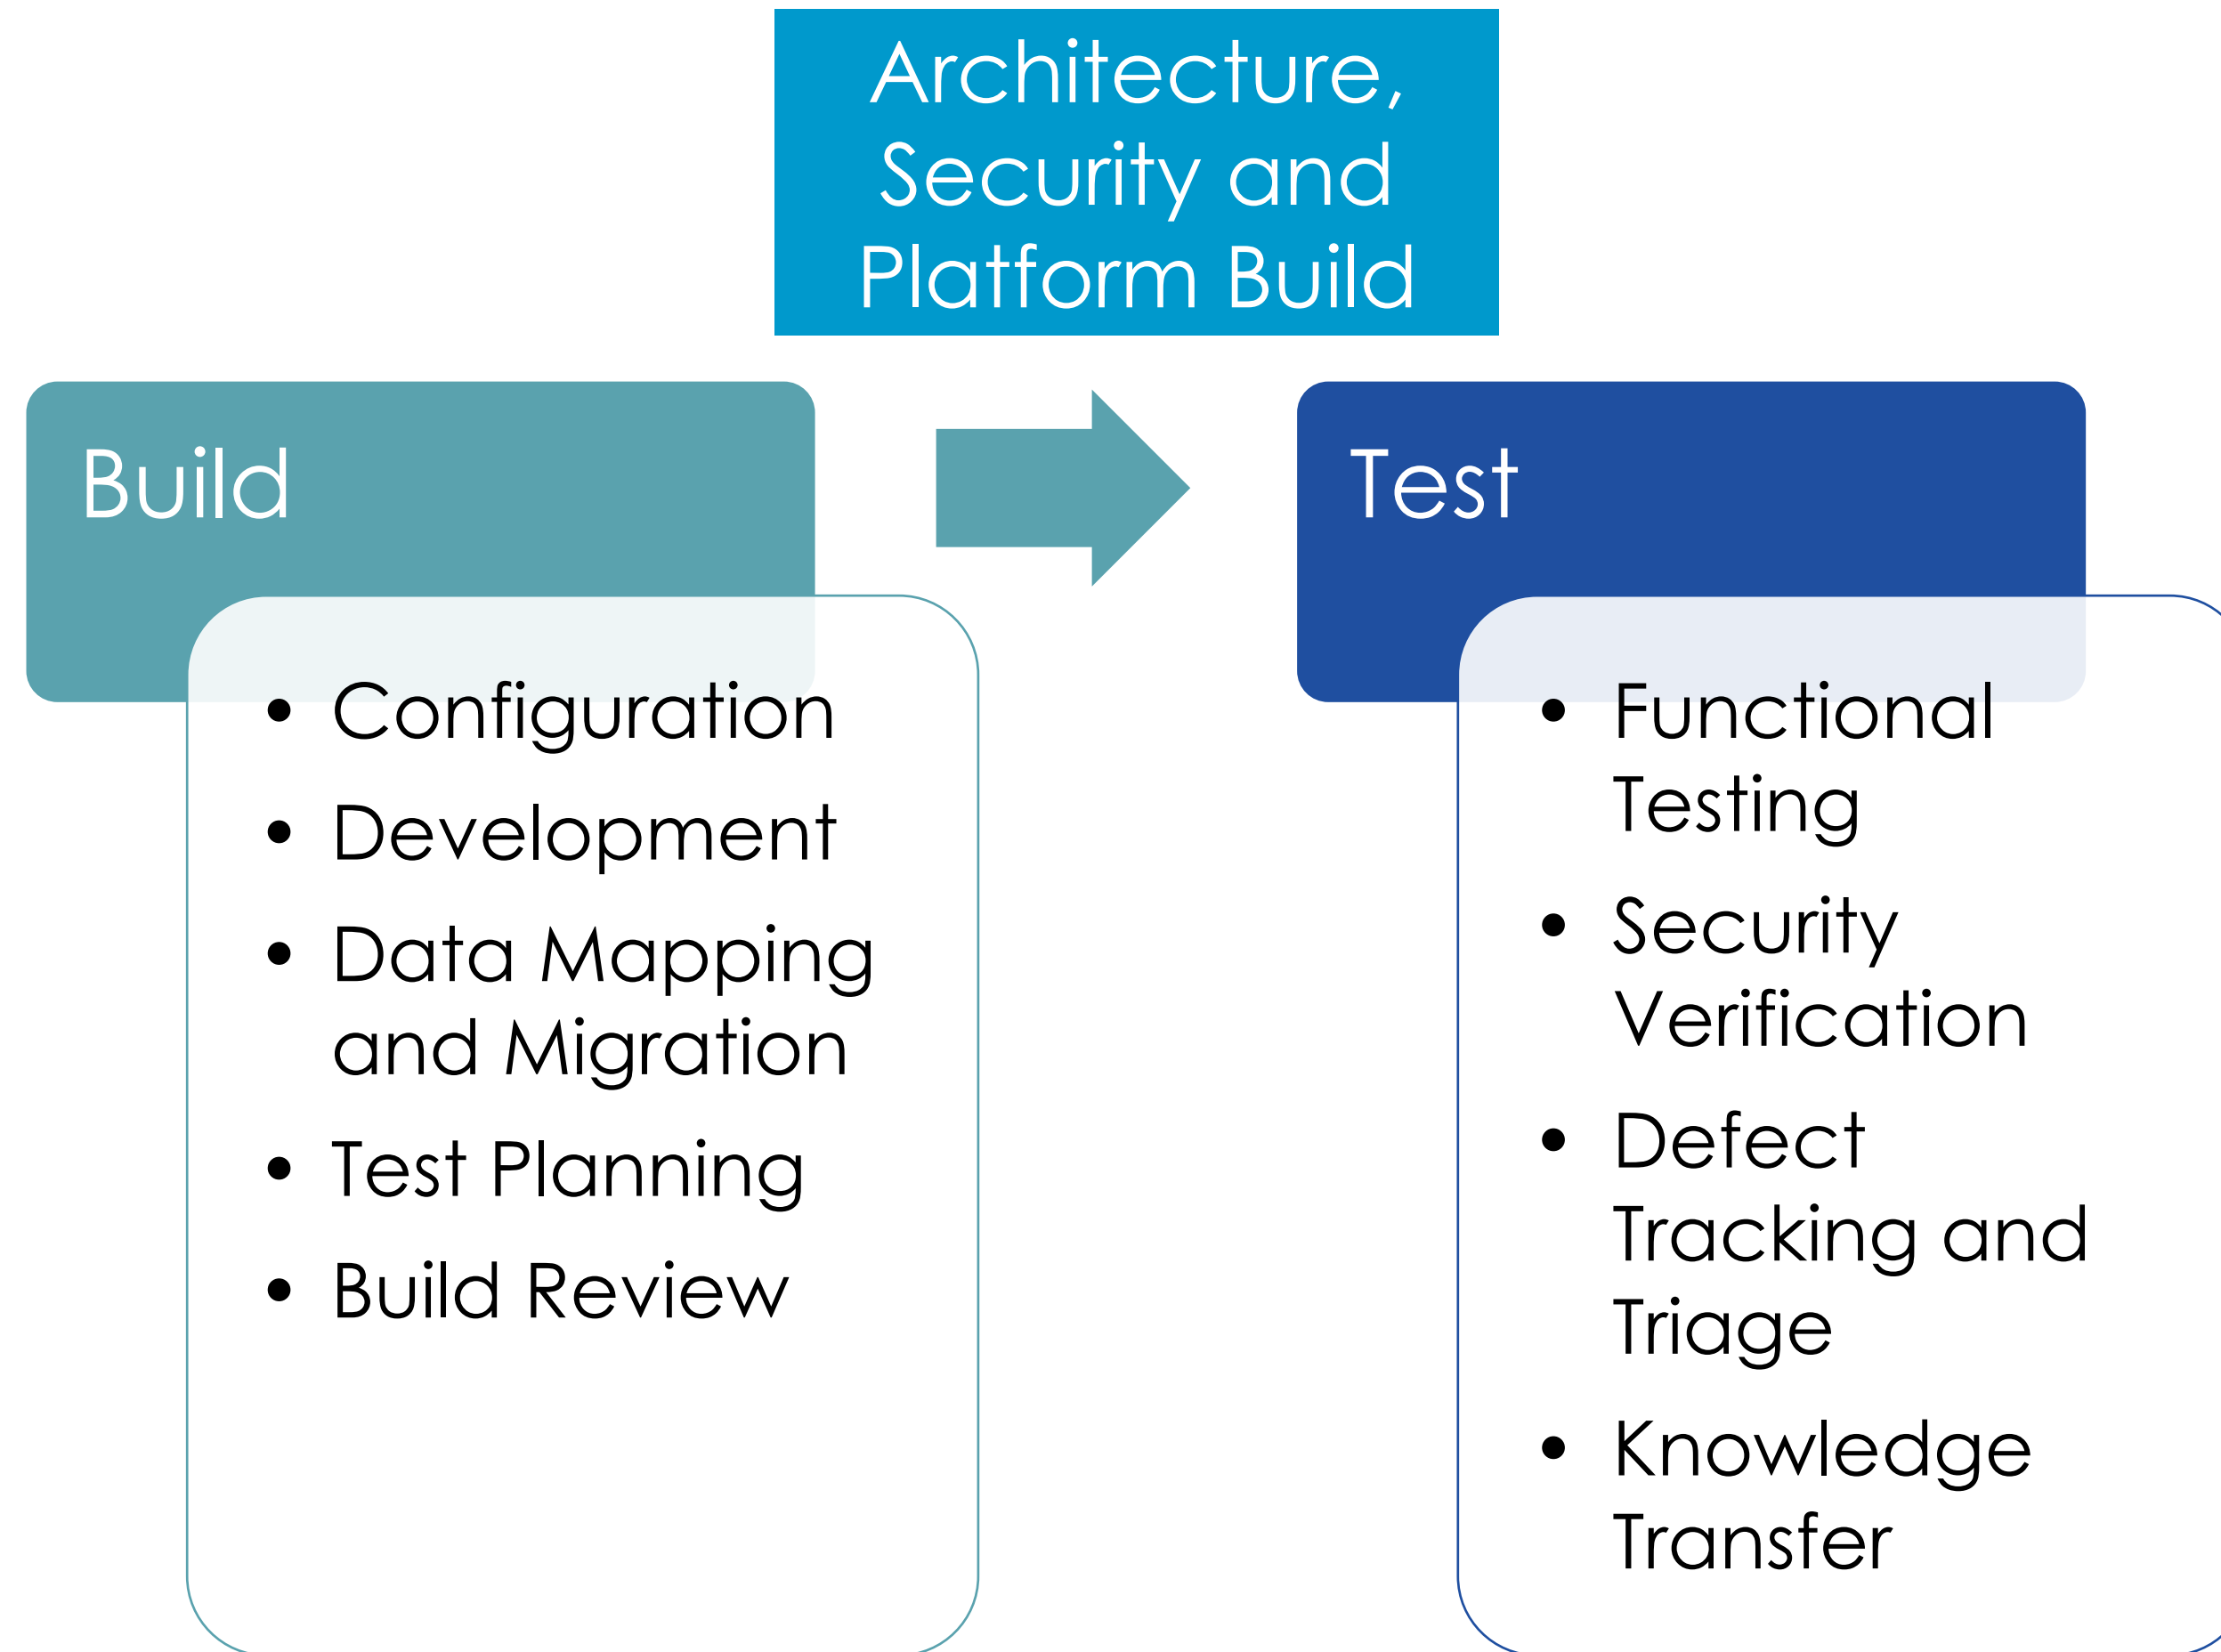 Architecture,
Security and
Platform Build
Build
• Configuration
• Development
• Data Mapping
and Migration
• Test Planning
• Build Review
Test
• Functional
Testing
• Security
Verification
• Defect
Tracking and
Triage
• Knowledge
Transfer